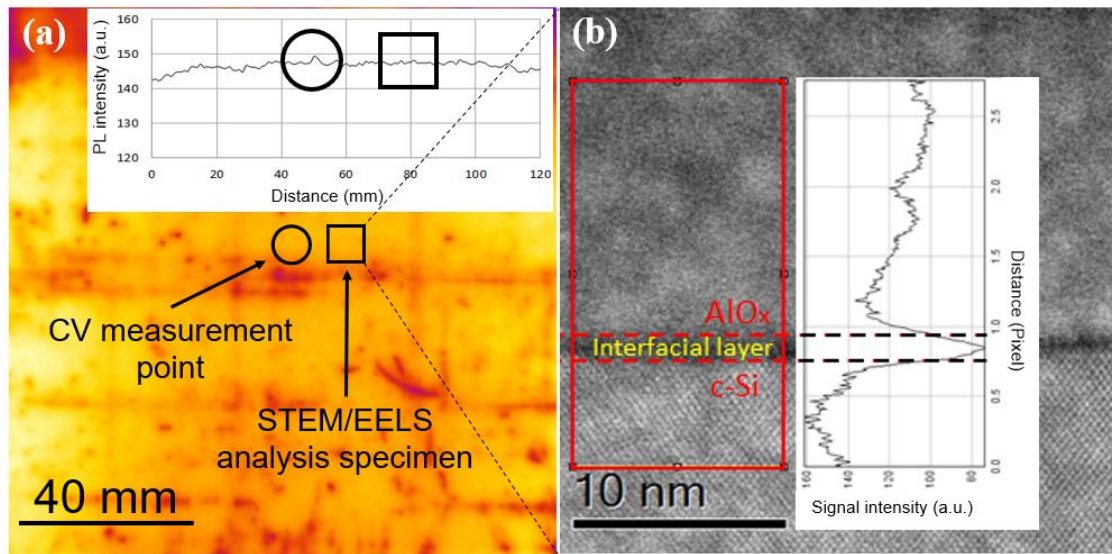 (a)
PL intensity (a.u.)
160
150
140
130
120
0 20 40 60 80 100 120
Distance (mm)
CV measurement
point
STEM/EELS
analysis specimen
40 mm
(b)
AlOx
Interfacial layer
c-Si
10 nm
2.5
2.0
1.5
1.0
0.5
0.0
Distance (Pixel)
160 140 120 100 80
Signal intensity (a.u.)